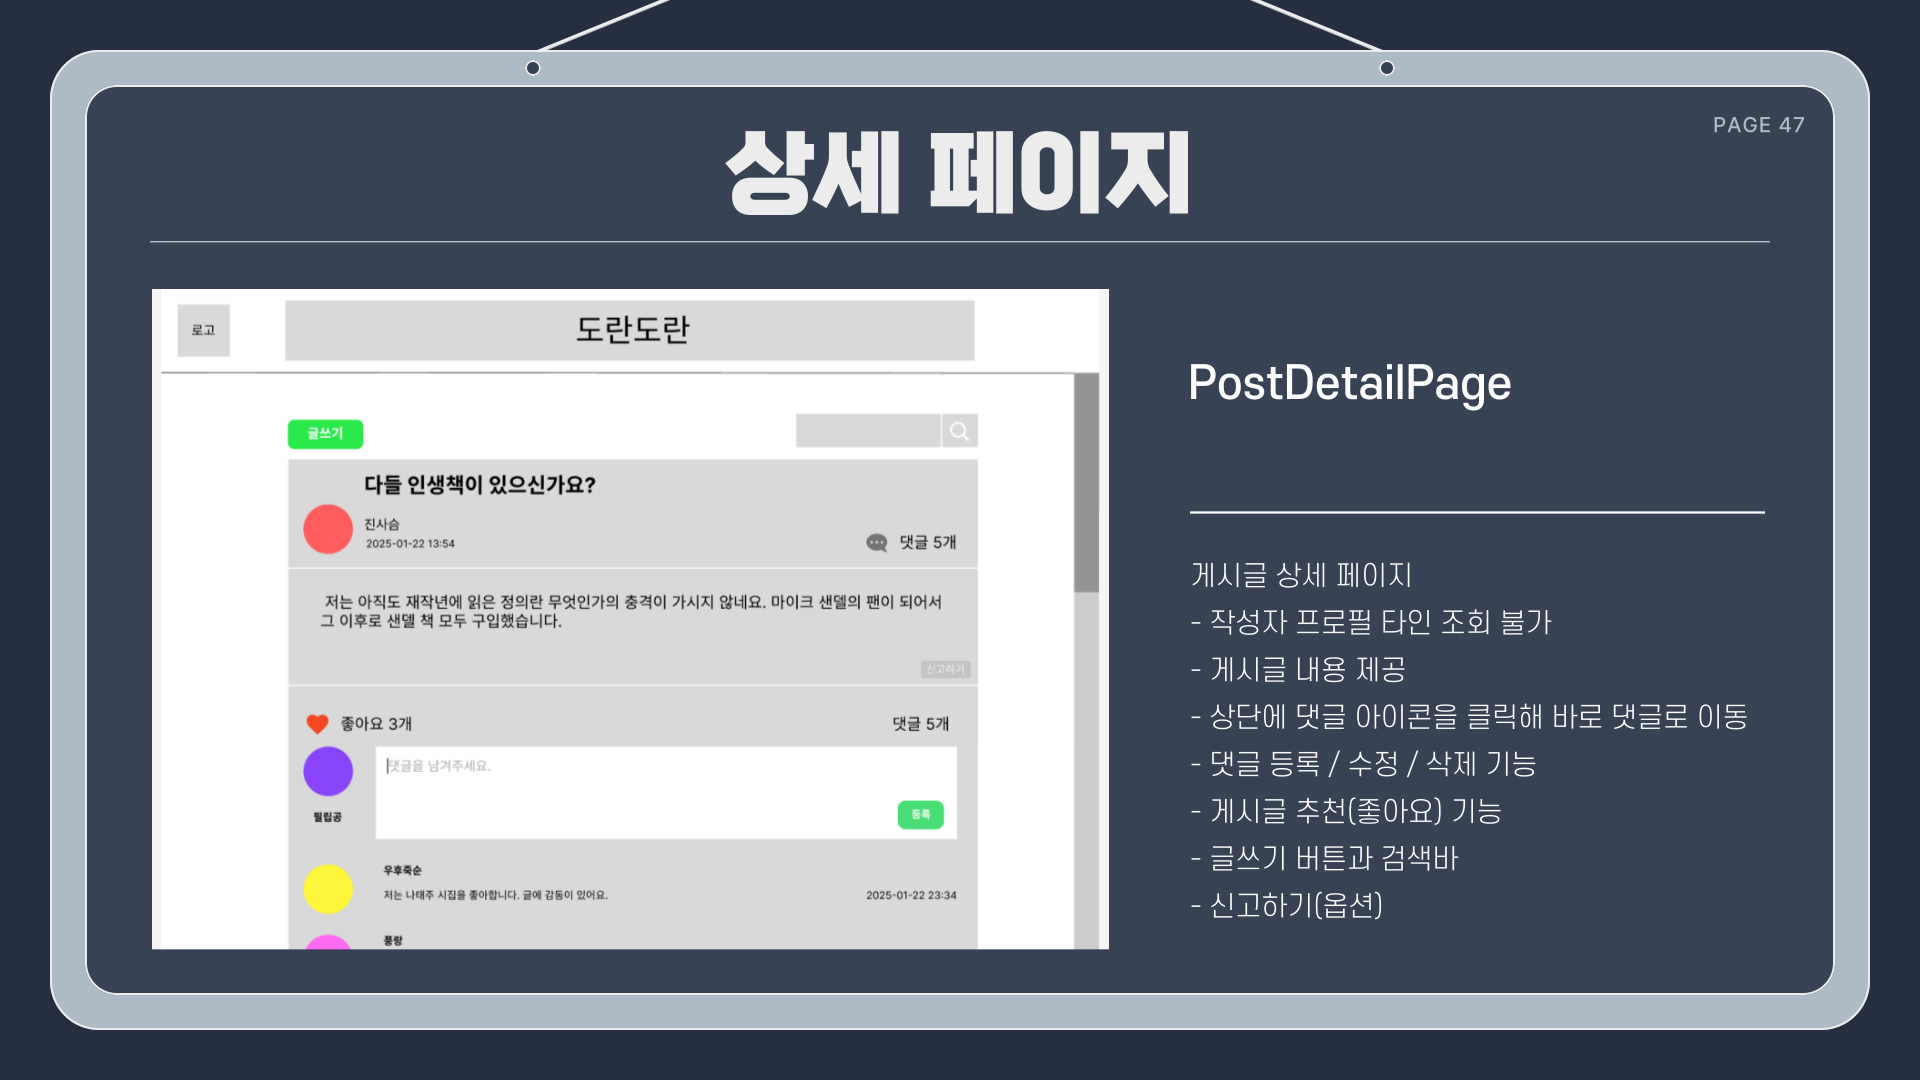 PAGE 47
상세 페이지
로고
도란도란
글쓰기
다들 인생책이 있으신가요?
진사슴
2025-01-22 13:54
댓글 5개
저는 아직도 재작년에 읽은 정의란 무엇인가의 충격이 가시지 않네요. 마이크 샌델의 팬이 되어서
그 이후로 샌델 책 모두 구입했습니다.
신고하기
좋아요 3개
댓글 5개
댓글을 남겨주세요.
등록
필립공
우후죽순
저는 나태주 시집을 좋아합니다. 글에 감동이 있어요.
2025-01-22 23:34
풍량
PostDetailPage
게시글 상세 페이지
- 작성자 프로필 타인 조회 불가
- 게시글 내용 제공
- 상단에 댓글 아이콘을 클릭해 바로 댓글로 이동
- 댓글 등록 / 수정 / 삭제 기능
- 게시글 추천(좋아요) 기능
- 글쓰기 버튼과 검색바
- 신고하기(옵션)